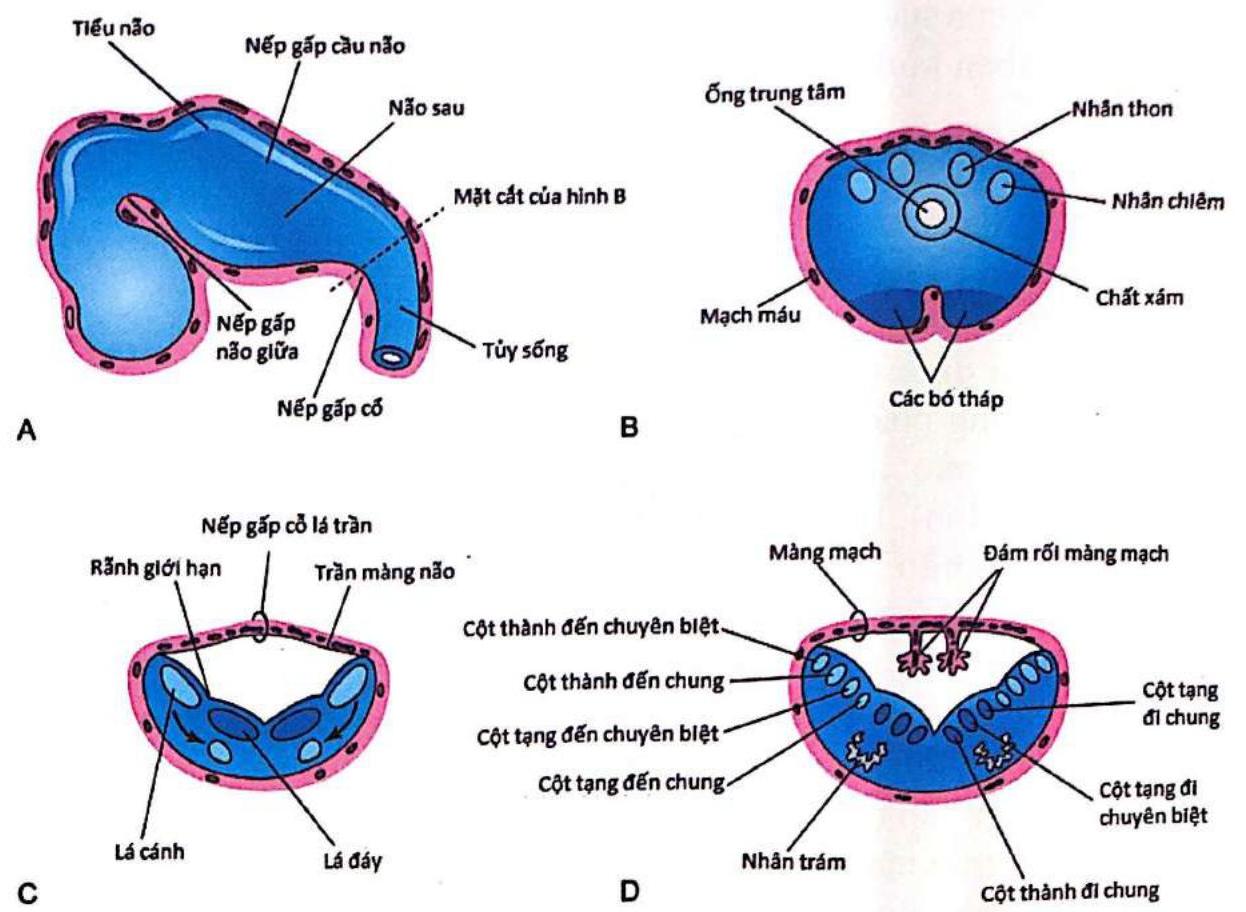 Tiểu não
Nếp gấp cầu não
Não sau
Mặt cắt của hình B
Nếp gấp
não giữa
Tủy sống
Nếp gấp cổ
A
Ống trung tâm
Nhân thon
Nhân chiêm
Mạch máu
Chất xám
Các bó tháp
B
Nếp gấp cỗ lá trần
Rãnh giới hạn
Trần màng não
Lá cánh
Lá đáy
C
Màng mạch
Đám rối màng mạch
Cột thành đến chuyên biệt
Cột thành đến chung
Cột tạng đến chuyên biệt
Cột tạng đến chung
Cột tạng
đi chung
Cột tạng đi
chuyên biệt
Nhân trám
Cột thành đi chung
D